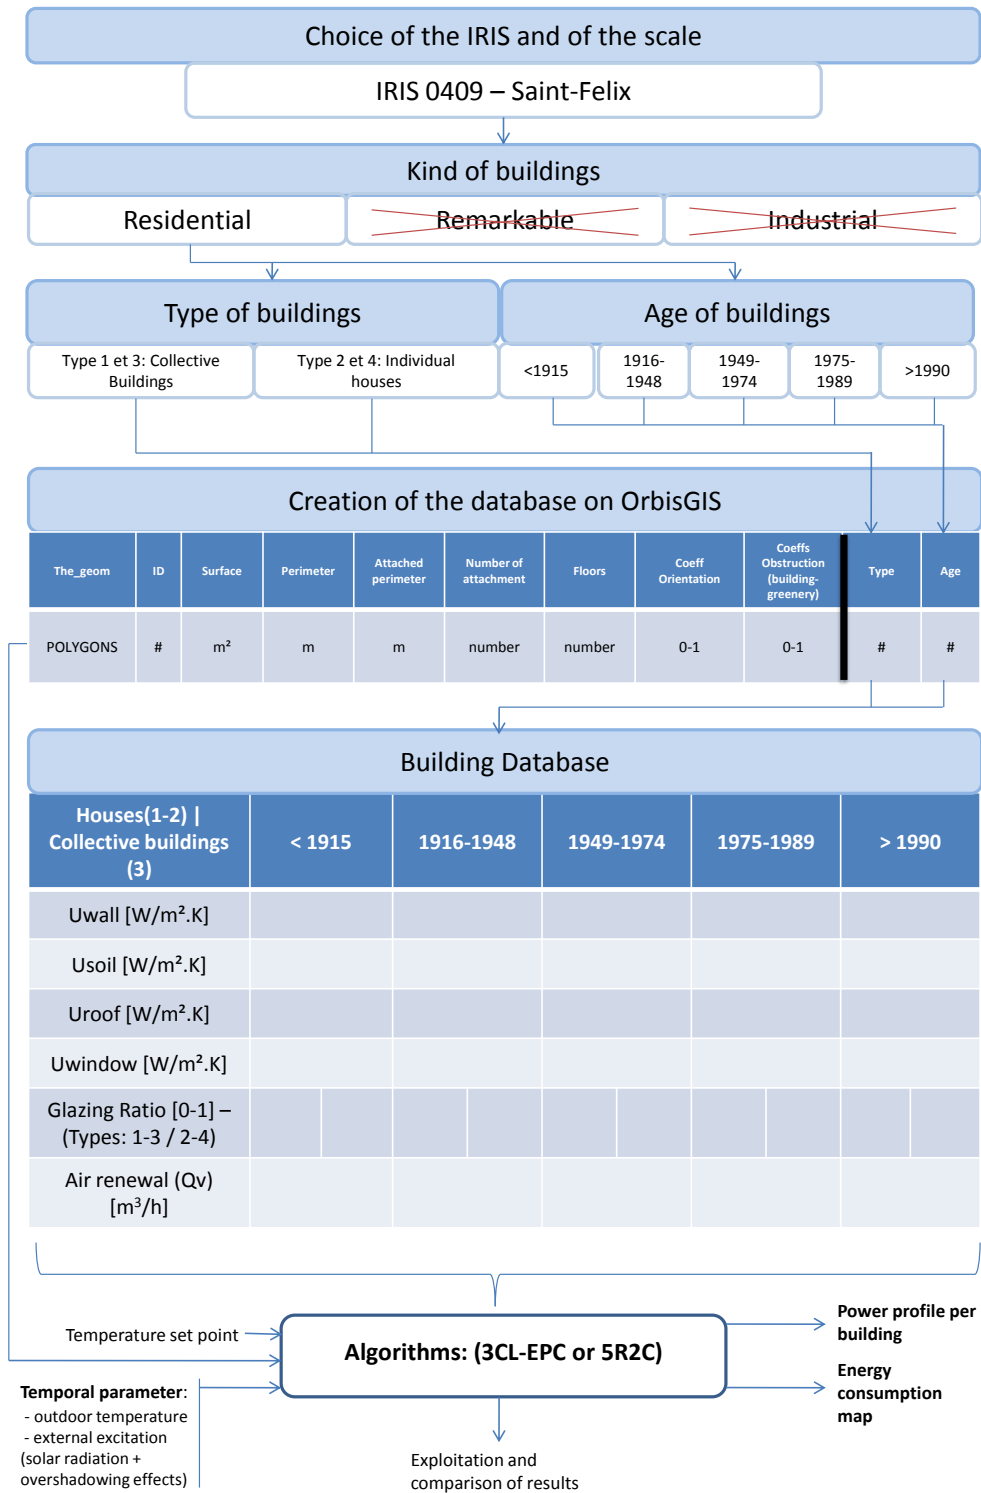 Choice of the IRIS and of the scale
IRIS 0409 – Saint-Felix
Kind of buildings
Residential
Remarkable
Industrial
Type of buildings
Age of buildings
Type 1 et 3: Collective
Buildings
Type 2 et 4: Individual
houses
<1915
1916-
1948
1949-
1974
1975-
1989
>1990
Creation of the database on OrbisGIS
The_geom
ID
Surface
Perimeter
Attached
perimeter
Number of
attachment
Floors
Coeff
Orientation
Coeffs
Obstruction
(building-
greenery)
Type
Age
POLYGONS
#
m²
m
m
number
number
0-1
0-1
#
#
Building Database
Houses(1-2) |
Collective buildings
(3)
< 1915
1916-1948
1949-1974
1975-1989
> 1990
Uwall [W/m².K]
Usoil [W/m².K]
Uroof [W/m².K]
Uwindow [W/m².K]
Glazing Ratio [0-1] –
(Types: 1-3 / 2-4)
Air renewal (Qv)
[m³/h]
Temperature set point
Algorithms: (3CL-EPC or 5R2C)
Power profile per
building
Energy
consumption
map
Temporal parameter:
- outdoor temperature
- external excitation
(solar radiation +
overshadowing effects)
Exploitation and
comparison of results